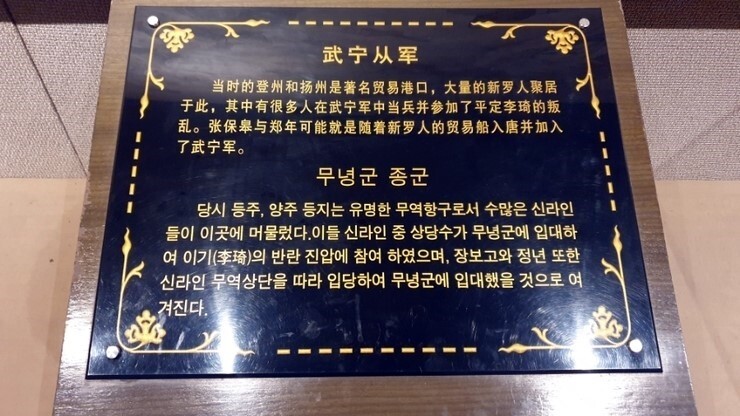 武宁从军
当时的登州和扬州是著名贸易港口，大量的新罗人聚居
于此，其中有很多人在武宁军中当兵并参加了平定李琦的叛
乱。张保皋与郑年可能就是随着新罗人的贸易船入唐并加入
了武宁军。
무녕군 종군
당시 등주, 양주 등지는 유명한 무역항구로서 수많은 신라인
들이 이곳에 머물렀다.이들 신라인 중 상당수가 무녕군에 입대하
여 이기(李琦)의 반란 진압에 참여 하였으며, 장보고와 정년 또한
신라인 무역상단을 따라 입당하여 무녕군에 입대했을 것으로 여
겨진다.